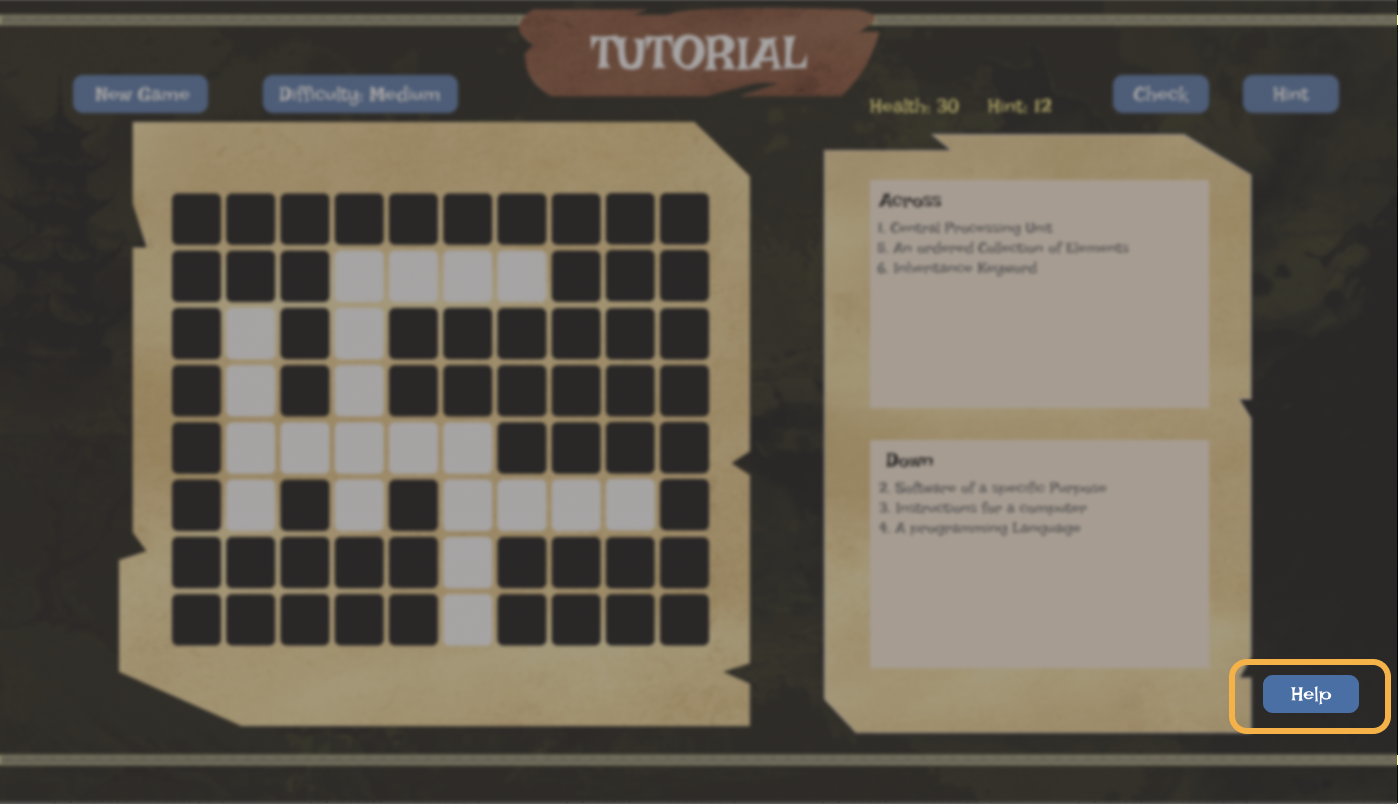 TUTORIAL
New Game
Difficulty: Medium
Health: 30
Hint: 12
Check
Hint
Across
1. Central Processing Unit
5. An ordered Collection of Elements
6. Inheritance Keyword
Down
2. Software of a specific Purpose
3. Instructions for a computer
4. A programming Language
Help